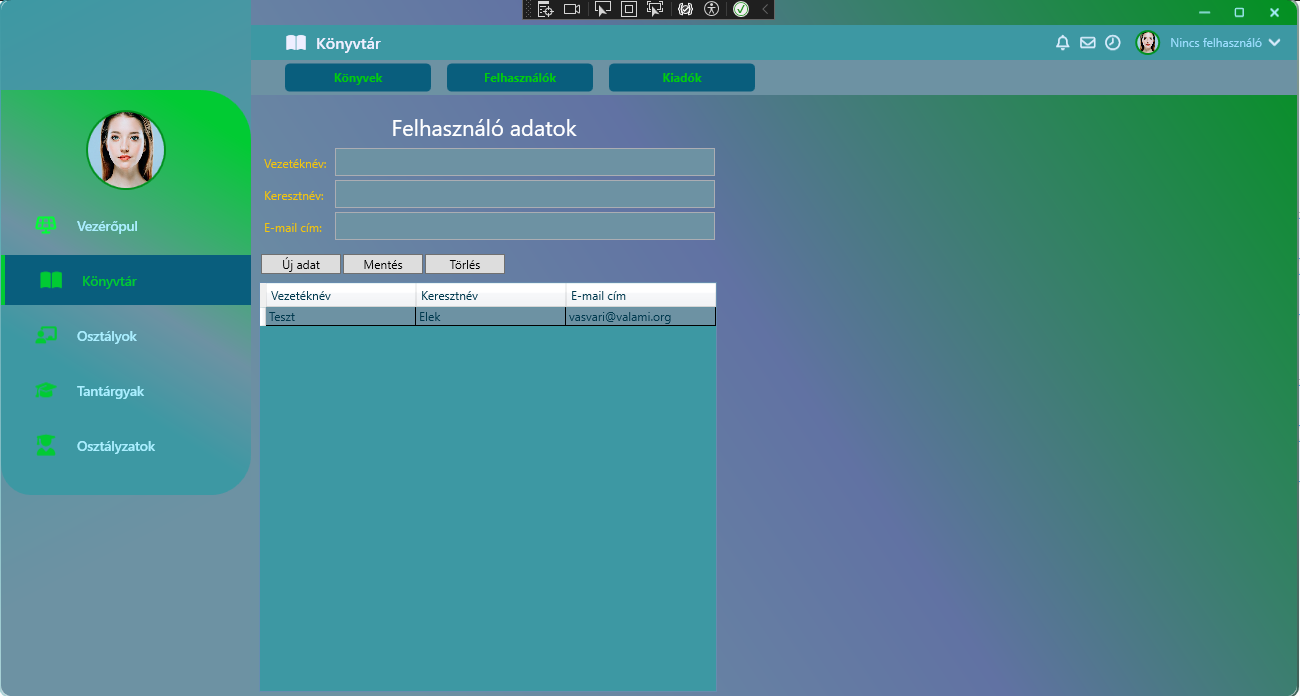 Könyvtár
Nincs felhasználó
Könyvek
Felhasználók
Kiadók
Vezérőpul
Könyvtár
Osztályok
Tantárgyak
Osztályzatok
Felhasználó adatok
Vezetéknév:
Keresztnév:
E-mail cím:
Új adat Mentés Törlés
Vezetéknév Keresztnév E-mail cím
Teszt Elek vasvari@valami.org